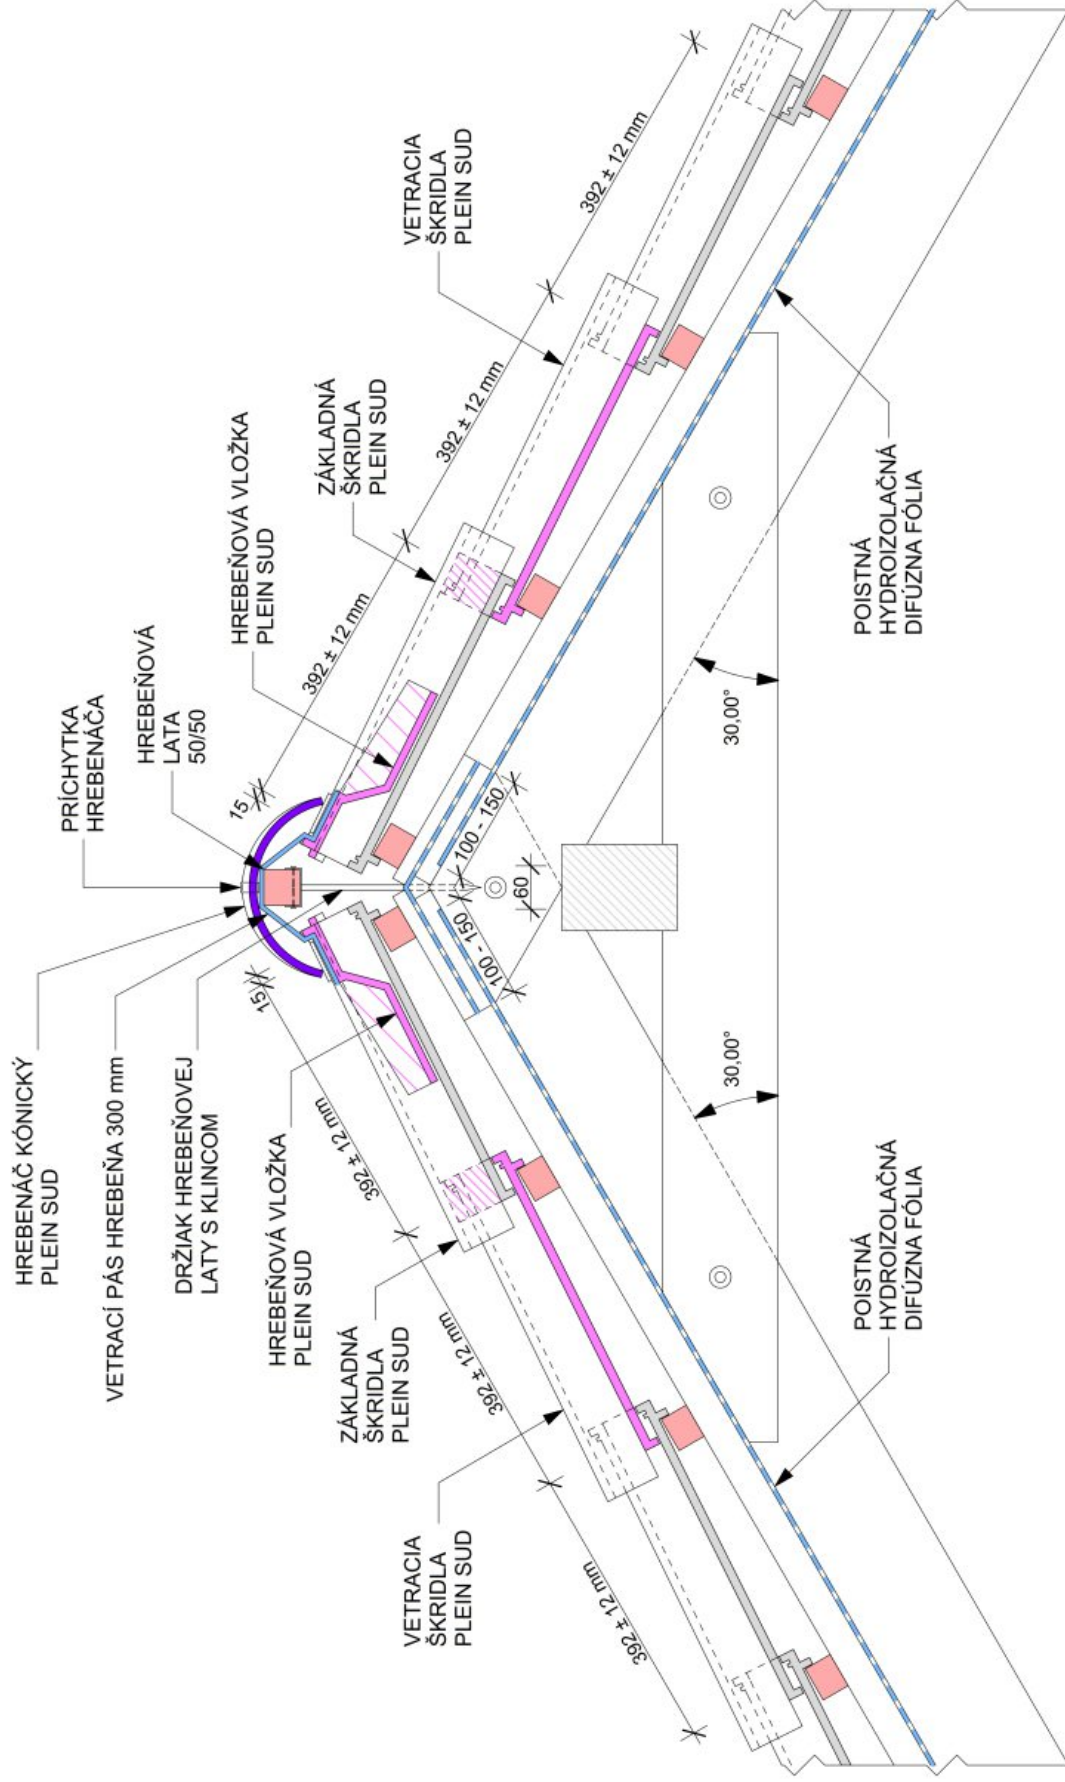 HREBENÁČ KÓNICKÝ
PLEIN SUD
VETRACÍ PÁS HREBEŇA 300 mm
DRŽIAK HREBEŇOVEJ
LATY S KLINCOM
HREBEŇOVÁ VLOŽKA
PLEIN SUD
ZÁKLADNÁ
ŠKRIDLA
PLEIN SUD
VETRACIA
ŠKRIDLA
PLEIN SUD
PRÍCHYTKA
HREBENÁČA
HREBEŇOVÁ
LATA
50/50
HREBEŇOVÁ VLOŽKA
PLEIN SUD
ZÁKLADNÁ
ŠKRIDLA
PLEIN SUD
VETRACIA
ŠKRIDLA
PLEIN SUD
15
392 ± 12 mm
392 ± 12 mm
392 ± 12 mm
15
392 ± 12 mm
392 ± 12 mm
392 ± 12 mm
100 - 150
100 - 150
60
30,00°
30,00°
POISTNÁ
HYDROIZOLAČNÁ
DIFÚZNA FÓLIA
POISTNÁ
HYDROIZOLAČNÁ
DIFÚZNA FÓLIA